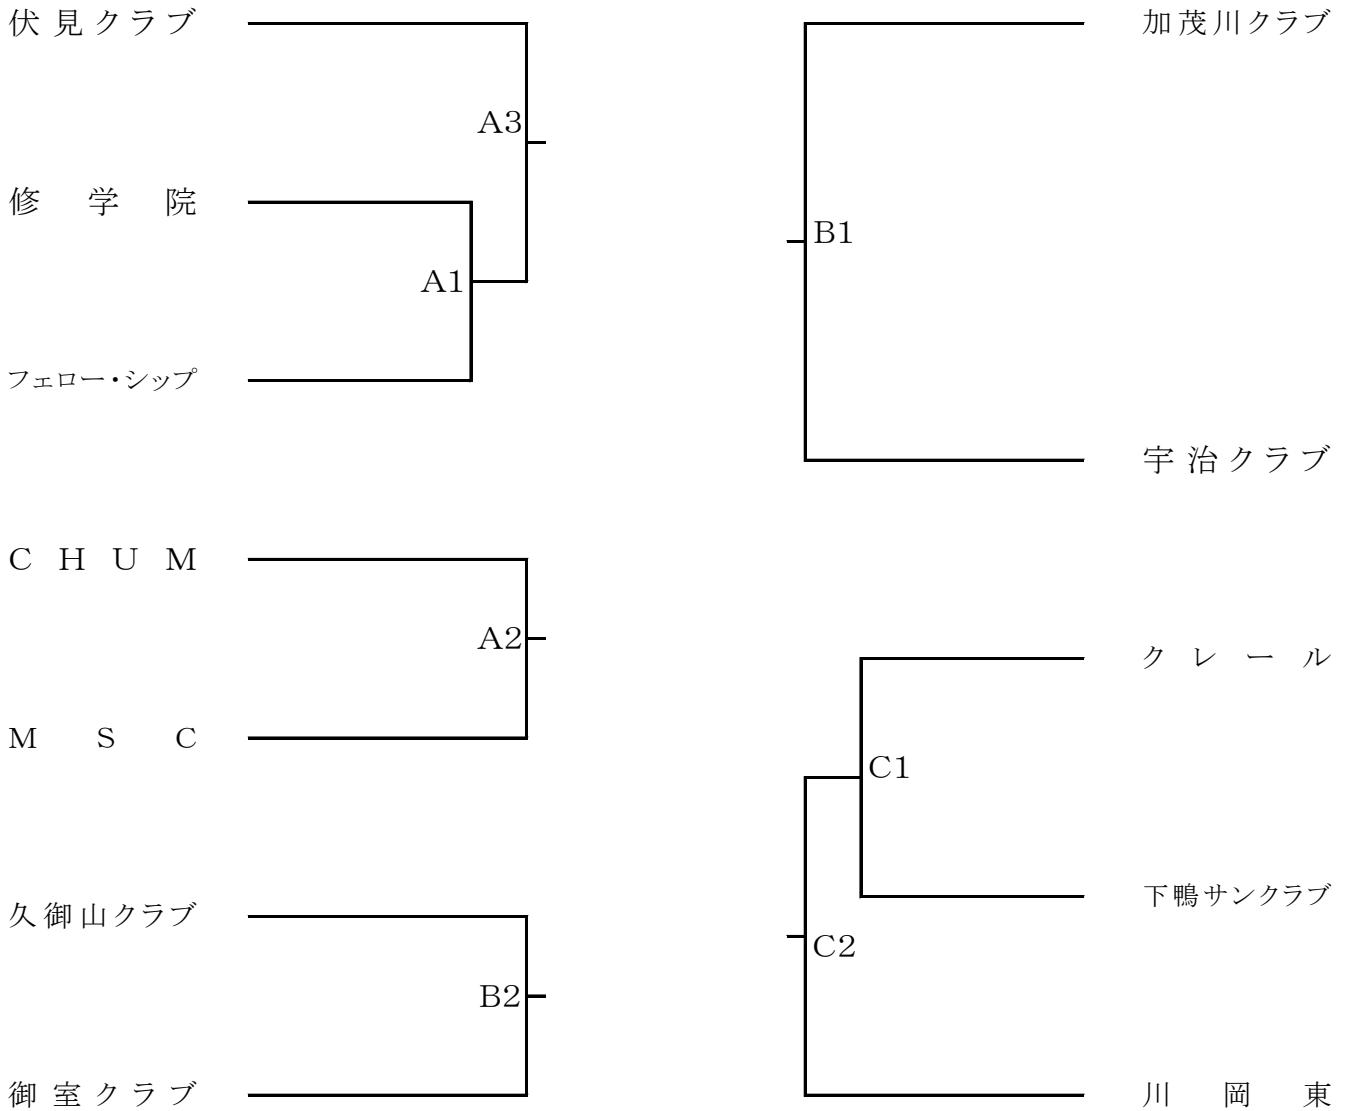 伏見クラブ
加茂川クラブ
A3
修学院
B1
A1
フェロー・シップ
宇治クラブ
CHUM
A2
クレール
MSC
C1
下鴨サンクラブ
久御山クラブ
C2
B2
御室クラブ
川岡東